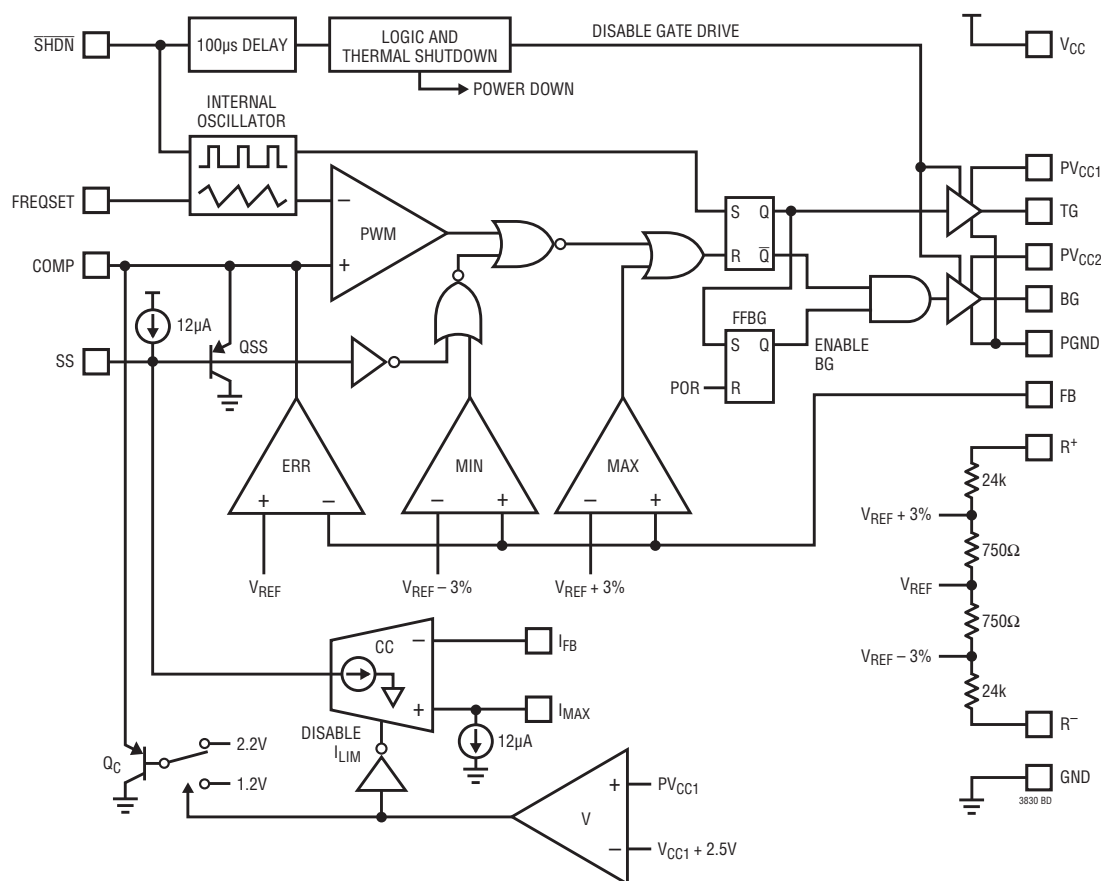 SHDN
100µs DELAY
LOGIC AND
THERMAL SHUTDOWN
DISABLE GATE DRIVE
VCC
POWER DOWN
INTERNAL
OSCILLATOR
FREQSET
PWM
−
+
S Q
R Q
PVCC1
TG
PVCC2
BG
PGND
COMP
12µA
SS
QSS
FFBG
S Q
R
POR
ENABLE
BG
FB
ERR
+ −
MIN
− +
MAX
− +
VREF
VREF – 3%
VREF + 3%
R+
24k
VREF + 3%
750Ω
VREF
750Ω
VREF – 3%
24k
R−
CC
−
+
IFB
IMAX
12µA
DISABLE
ILIM
QC
2.2V
1.2V
V
+
−
PVCC1
VCC1 + 2.5V
GND
3830 BD